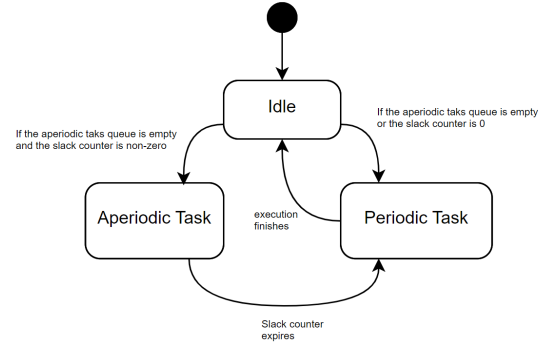 Idle
If the aperiodic taks queue is empty
and the slack counter is non-zero
If the aperiodic taks queue is empty
or the slack counter is 0
Aperiodic Task
execution
finishes
Periodic Task
Slack counter
expires